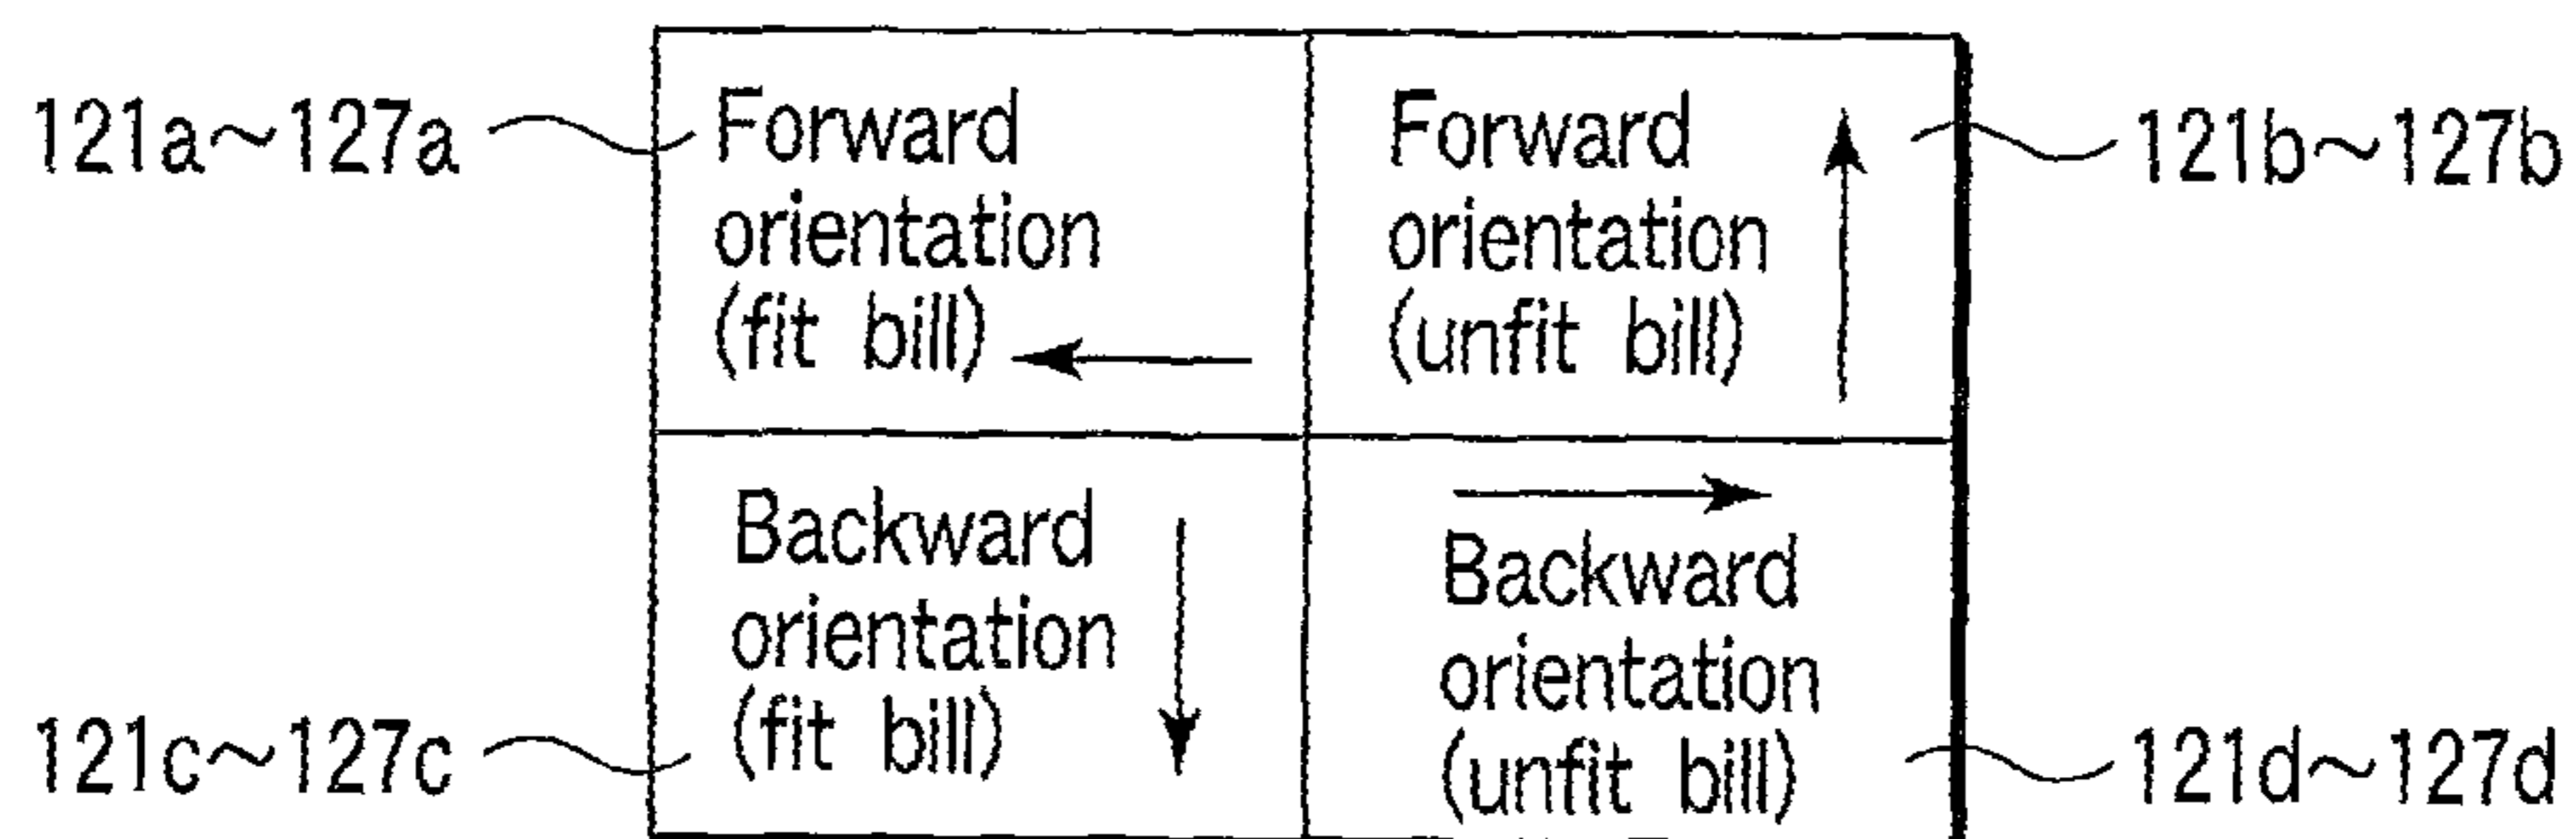 121a~127a
Forward
orientation
(fit bill)
Forward
orientation
(unfit bill)
121b~127b
121c~127c
Backward
orientation
(fit bill)
Backward
orientation
(unfit bill)
121d~127d